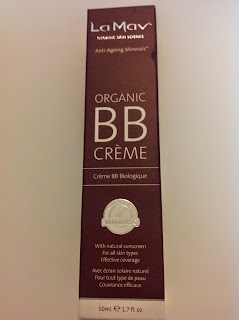 La Mav
ORGANIC SKIN SCIENCE
Anti-Ageing Minerals
ORGANIC
BB
CRÈME
Crème BB Biologique
With natural sunscreen
For all skin types
Effective coverage
Avec écran solaire naturel
Pour tout type de peau
Couvrance efficace
50ml e 1.7 fl. oz